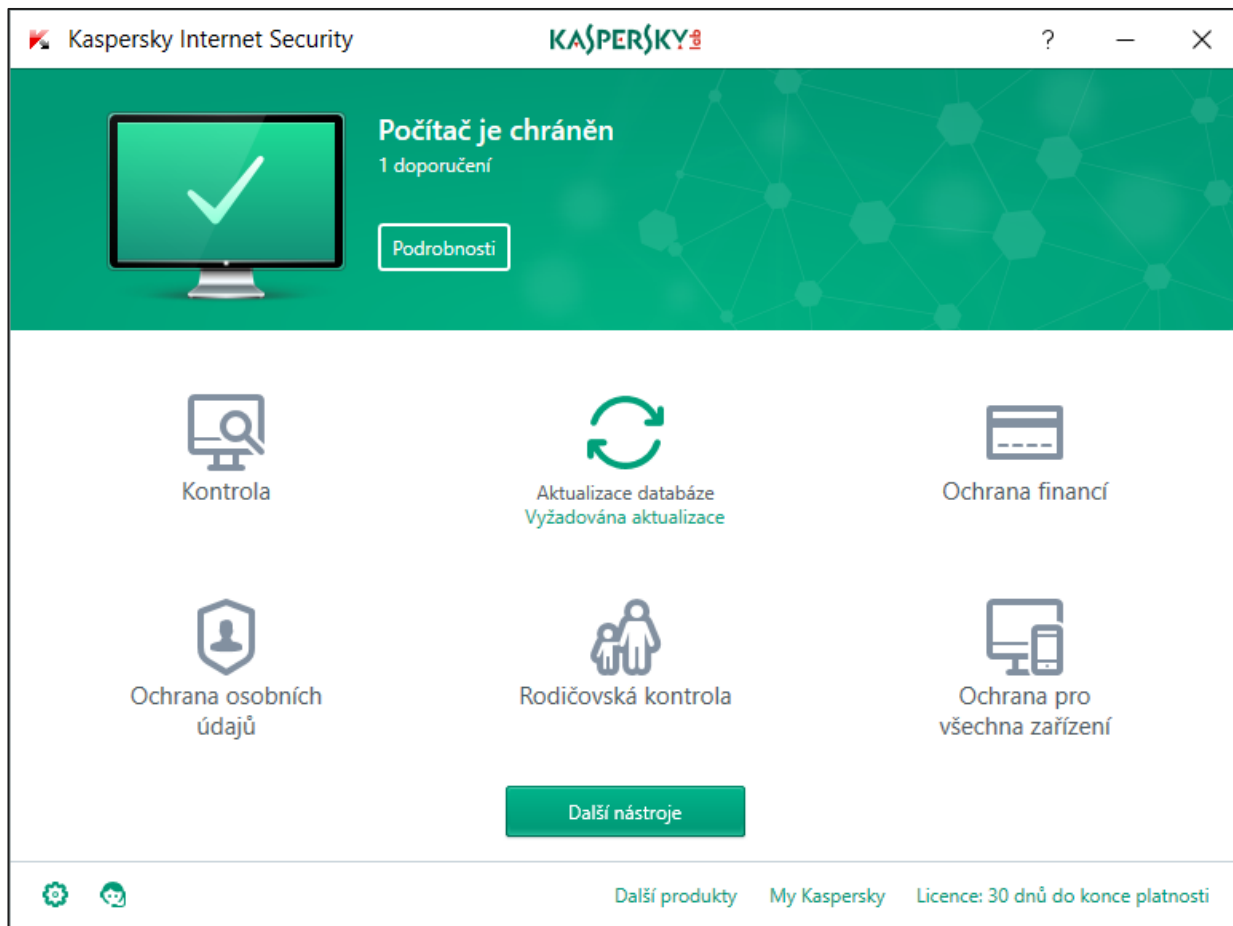 Kaspersky Internet Security
KASPERSKY lab
?
Počítač je chráněn
1 doporučení
Podrobnosti
Kontrola
Aktualizace databáze
Vyžadována aktualizace
Ochrana financí
Ochrana osobních
údajů
Rodičovská kontrola
Ochrana pro
všechna zařízení
Další nástroje
Další produkty
My Kaspersky
Licence: 30 dnů do konce platnosti